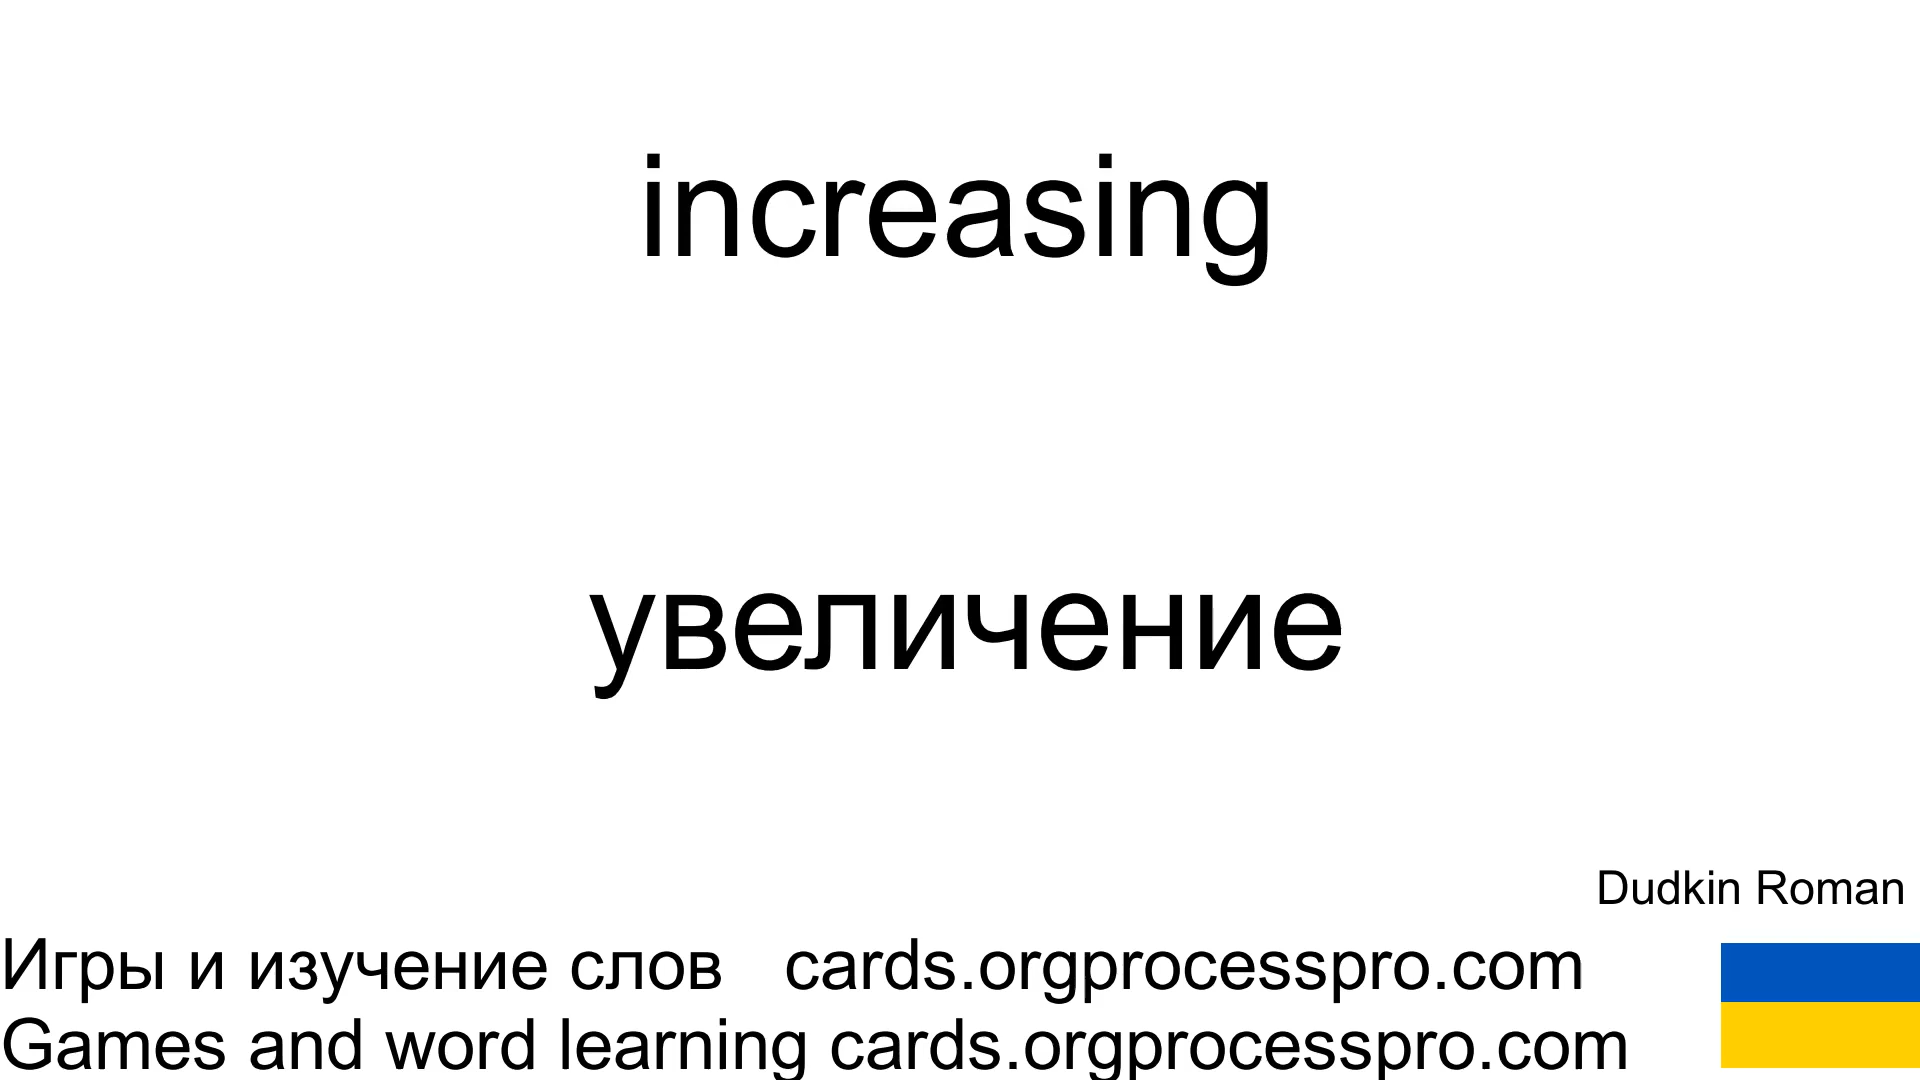 increasing
увеличение
Dudkin Roman
Игры и изучение слов cards.orgprocesspro.com
Games and word learning cards.orgprocesspro.com